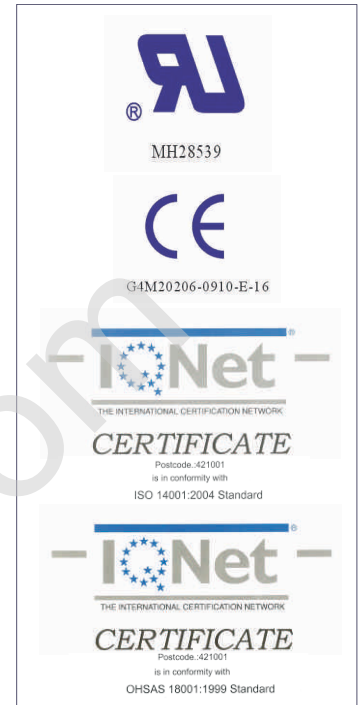 ®
MH28539
CE
G4M20206-0910-E-16
®
IQNet
THE INTERNATIONAL CERTIFICATION NETWORK
CERTIFICATE
Postcode.:421001
is in conformity with
ISO 14001:2004 Standard
®
IQNet
THE INTERNATIONAL CERTIFICATION NETWORK
CERTIFICATE
Postcode.:421001
is in conformity with
OHSAS 18001:1999 Standard